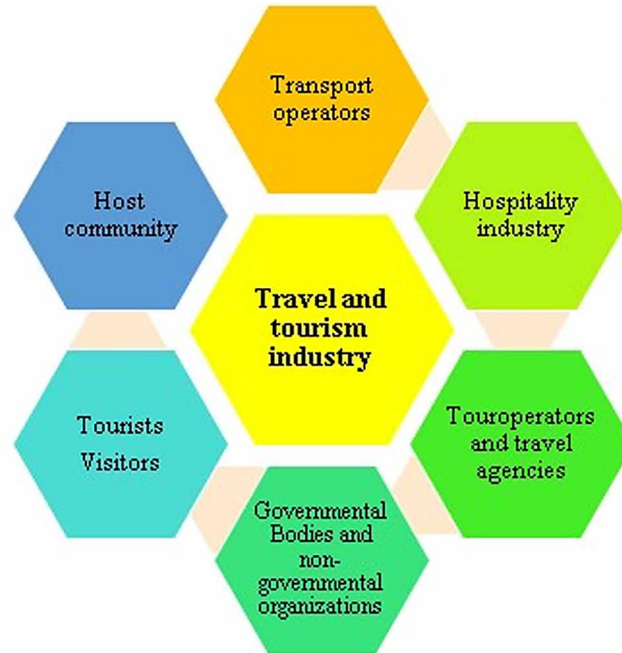 Transport
operators
Hospitality
industry
Touroperators
and travel
agencies
Governmental
Bodies and
non-
governmental
organizations
Tourists
Visitors
Host
community
Travel and
tourism
industry